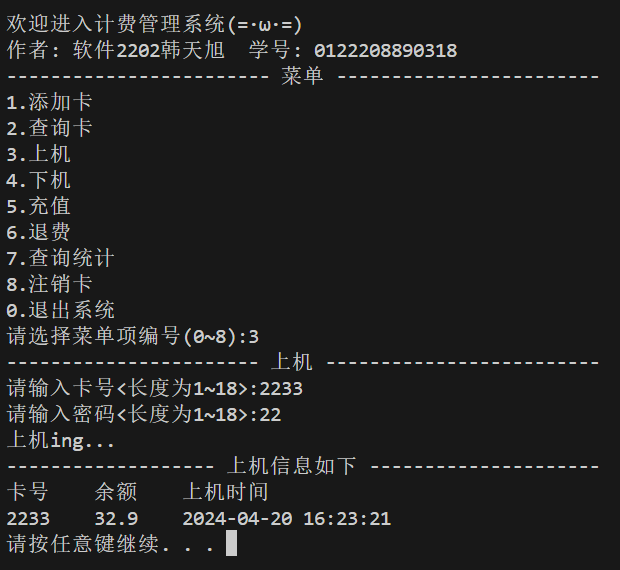 欢迎进入计费管理系统(=·ω·=)
作者: 软件2202韩天旭  学号: 0122208890318
------------------------ 菜单 ------------------------
1.添加卡
2.查询卡
3.上机
4.下机
5.充值
6.退费
7.查询统计
8.注销卡
0.退出系统
请选择菜单项编号(0~8):3
----------------------- 上机 -------------------------
请输入卡号<长度为1~18>:2233
请输入密码<长度为1~18>:22
上机ing...
------------------- 上机信息如下 ---------------------
卡号    余额    上机时间
2233    32.9    2024-04-20 16:23:21
请按任意键继续. . .